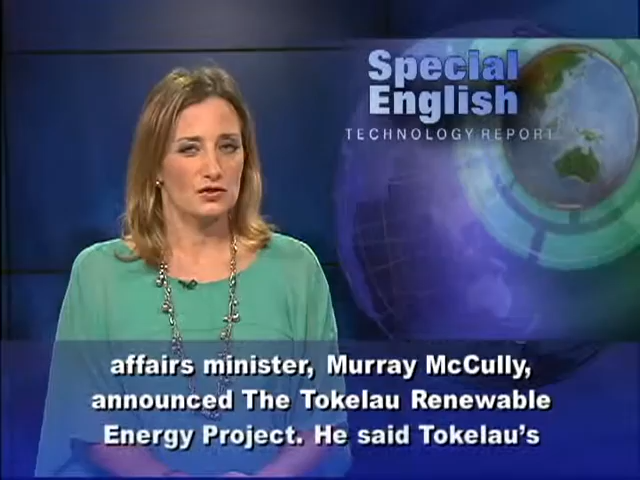 Special
English
TECHNOLOGY REPORT
affairs minister, Murray McCully,
announced The Tokelau Renewable
Energy Project. He said Tokelau's